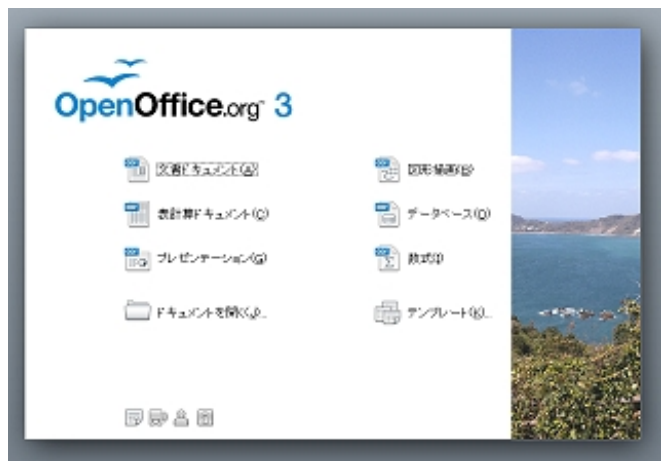 OpenOffice.org 3
文書ドキュメント(A)
図形描画(B)
表計算ドキュメント(C)
データベース(D)
プレゼンテーション(G)
数式(I)
ドキュメントを開く(J)...
テンプレート(K)...